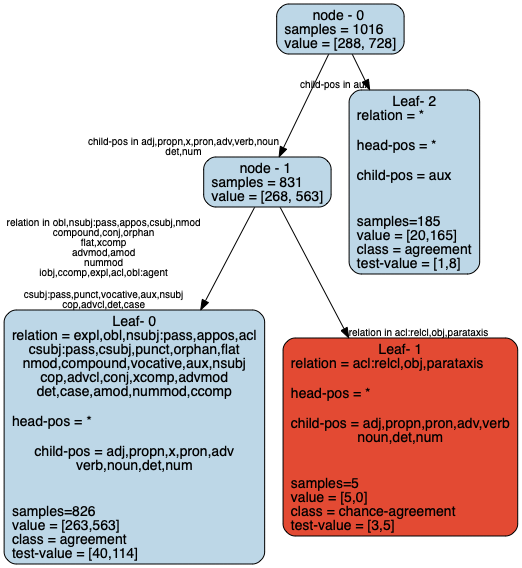 node - 0
samples = 1016
value = [288, 728]
child-pos in aux
Leaf- 2
relation = *
head-pos = *
child-pos = aux
samples=185
value = [20,165]
class = agreement
test-value = [1,8]
child-pos in adj,propn,x,pron,adv,verb,noun
det,num
node - 1
samples = 831
value = [268, 563]
relation in obl,nsubj:pass,appos,csubj,nmod
compound,conj,orphan
flat,xcomp
advmod,amod
nummod
iobj,ccomp,expl,acl,obl:agent
csubj:pass,punct,vocative,aux,nsubj
cop,advcl,det,case
relation in acl:relcl,obj,parataxis
Leaf- 0
relation = expl,obl,nsubj:pass,appos,acl
csubj:pass,csubj,punct,orphan,flat
nmod,compound,vocative,aux,nsubj
cop,advcl,conj,xcomp,advmod
det,case,amod,nummod,ccomp
head-pos = *
child-pos = adj,propn,x,pron,adv
verb,noun,det,num
samples=826
value = [263,563]
class = agreement
test-value = [40,114]
Leaf- 1
relation = acl:relcl,obj,parataxis
head-pos = *
child-pos = adj,propn,pron,adv,verb
noun,det,num
samples=5
value = [5,0]
class = chance-agreement
test-value = [3,5]